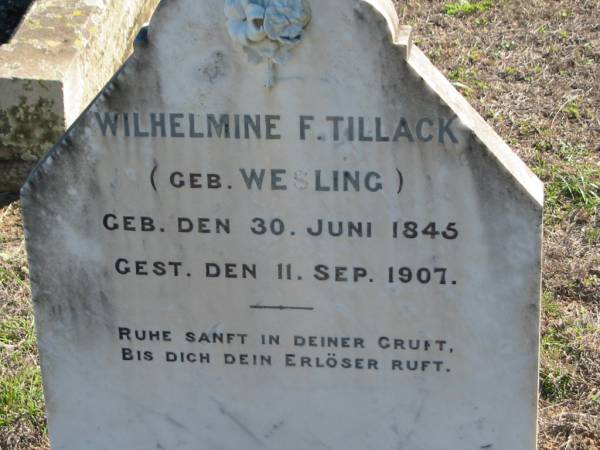 WILHELMINE F. TILLACK
(GEB. WESLING)
GEB. DEN 30. JUNI 1845
GEST. DEN 11. SEP. 1907.
RUHE SANFT IN DEINER GRUFT,
BIS DICH DEIN ERLÖSER RUFT.